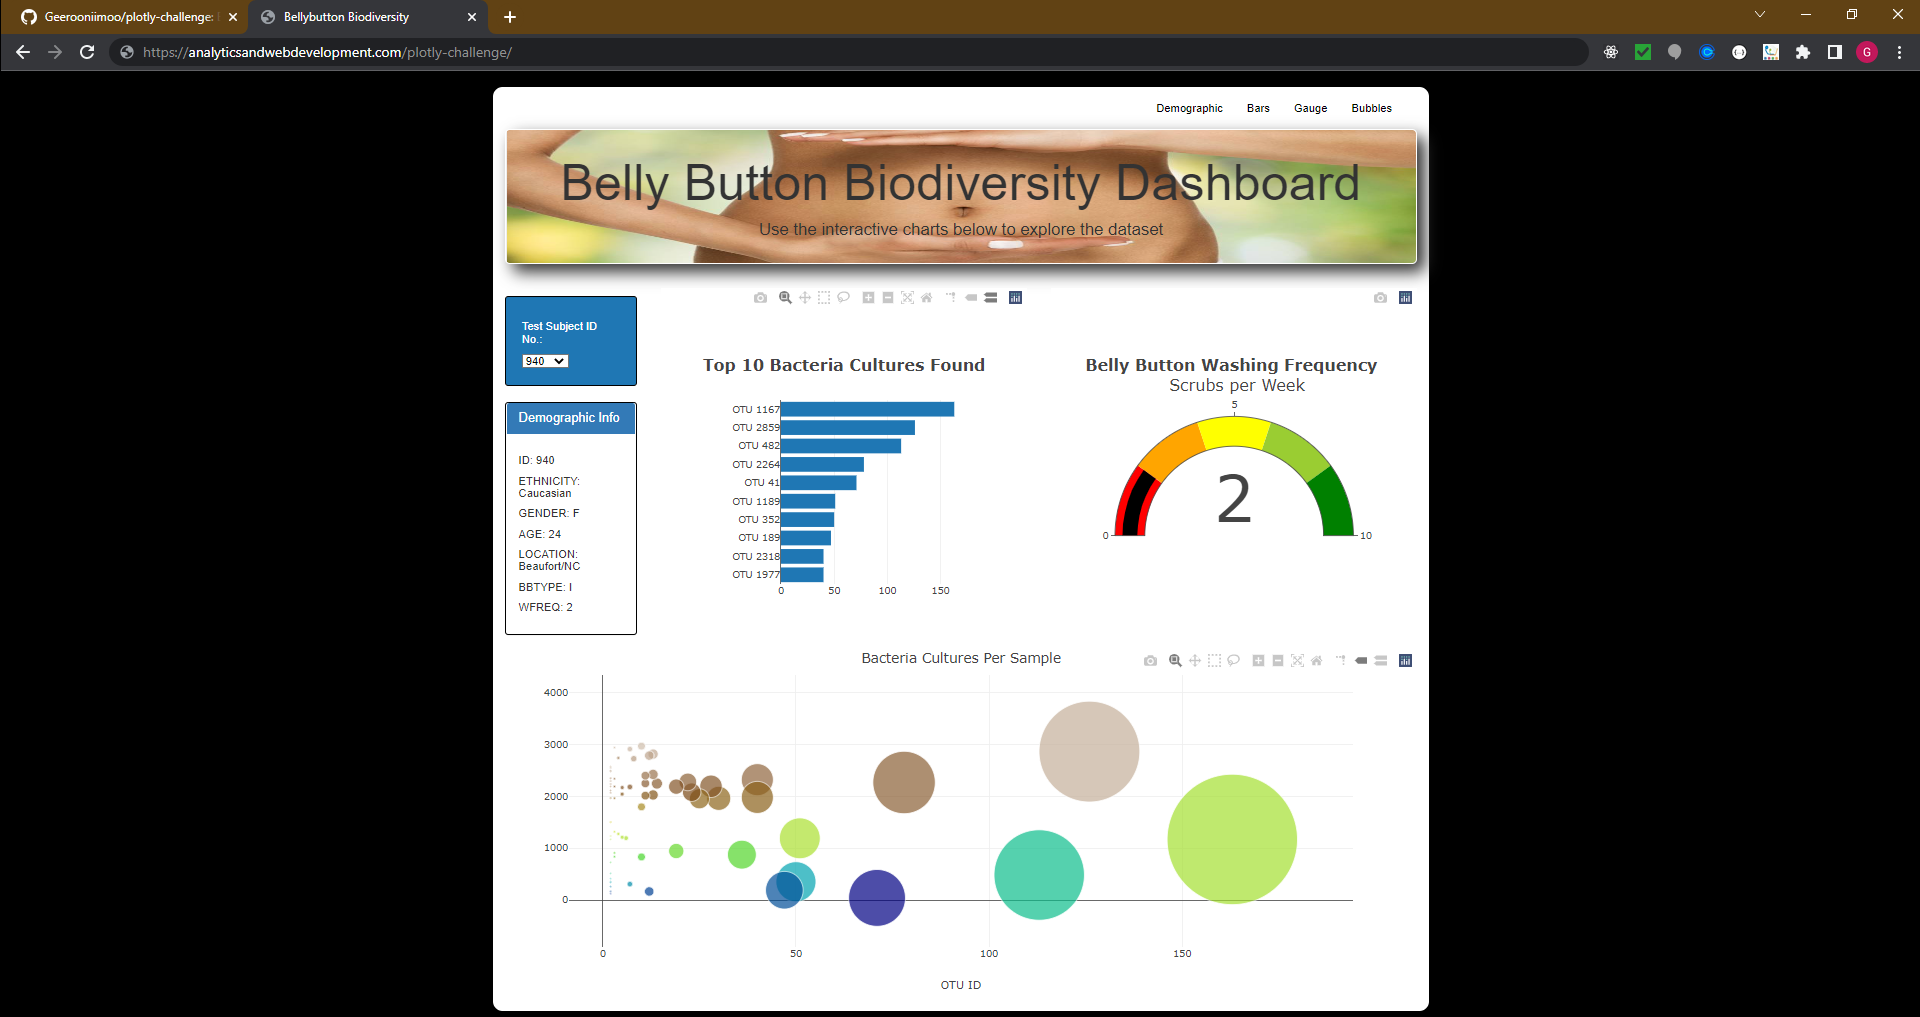 Geerooniimoo/plotly-challenge:
Bellybutton Biodiversity
https://analyticsandwebdevelopment.com/plotly-challenge/
G
Demographic Bars Gauge Bubbles
Belly Button Biodiversity Dashboard
Use the interactive charts below to explore the dataset
Test Subject ID
No.:
940
Demographic Info
ID: 940
ETHNICITY:
Caucasian
GENDER: F
AGE: 24
LOCATION:
Beaufort/NC
BBTYPE: I
WFREQ: 2
Top 10 Bacteria Cultures Found
OTU 1167
OTU 2859
OTU 482
OTU 2264
OTU 41
OTU 1189
OTU 352
OTU 189
OTU 2318
OTU 1977
0 50 100 150
Belly Button Washing Frequency
Scrubs per Week
5
2
0 10
Bacteria Cultures Per Sample
4000
3000
2000
1000
0
0 50 100 150
OTU ID